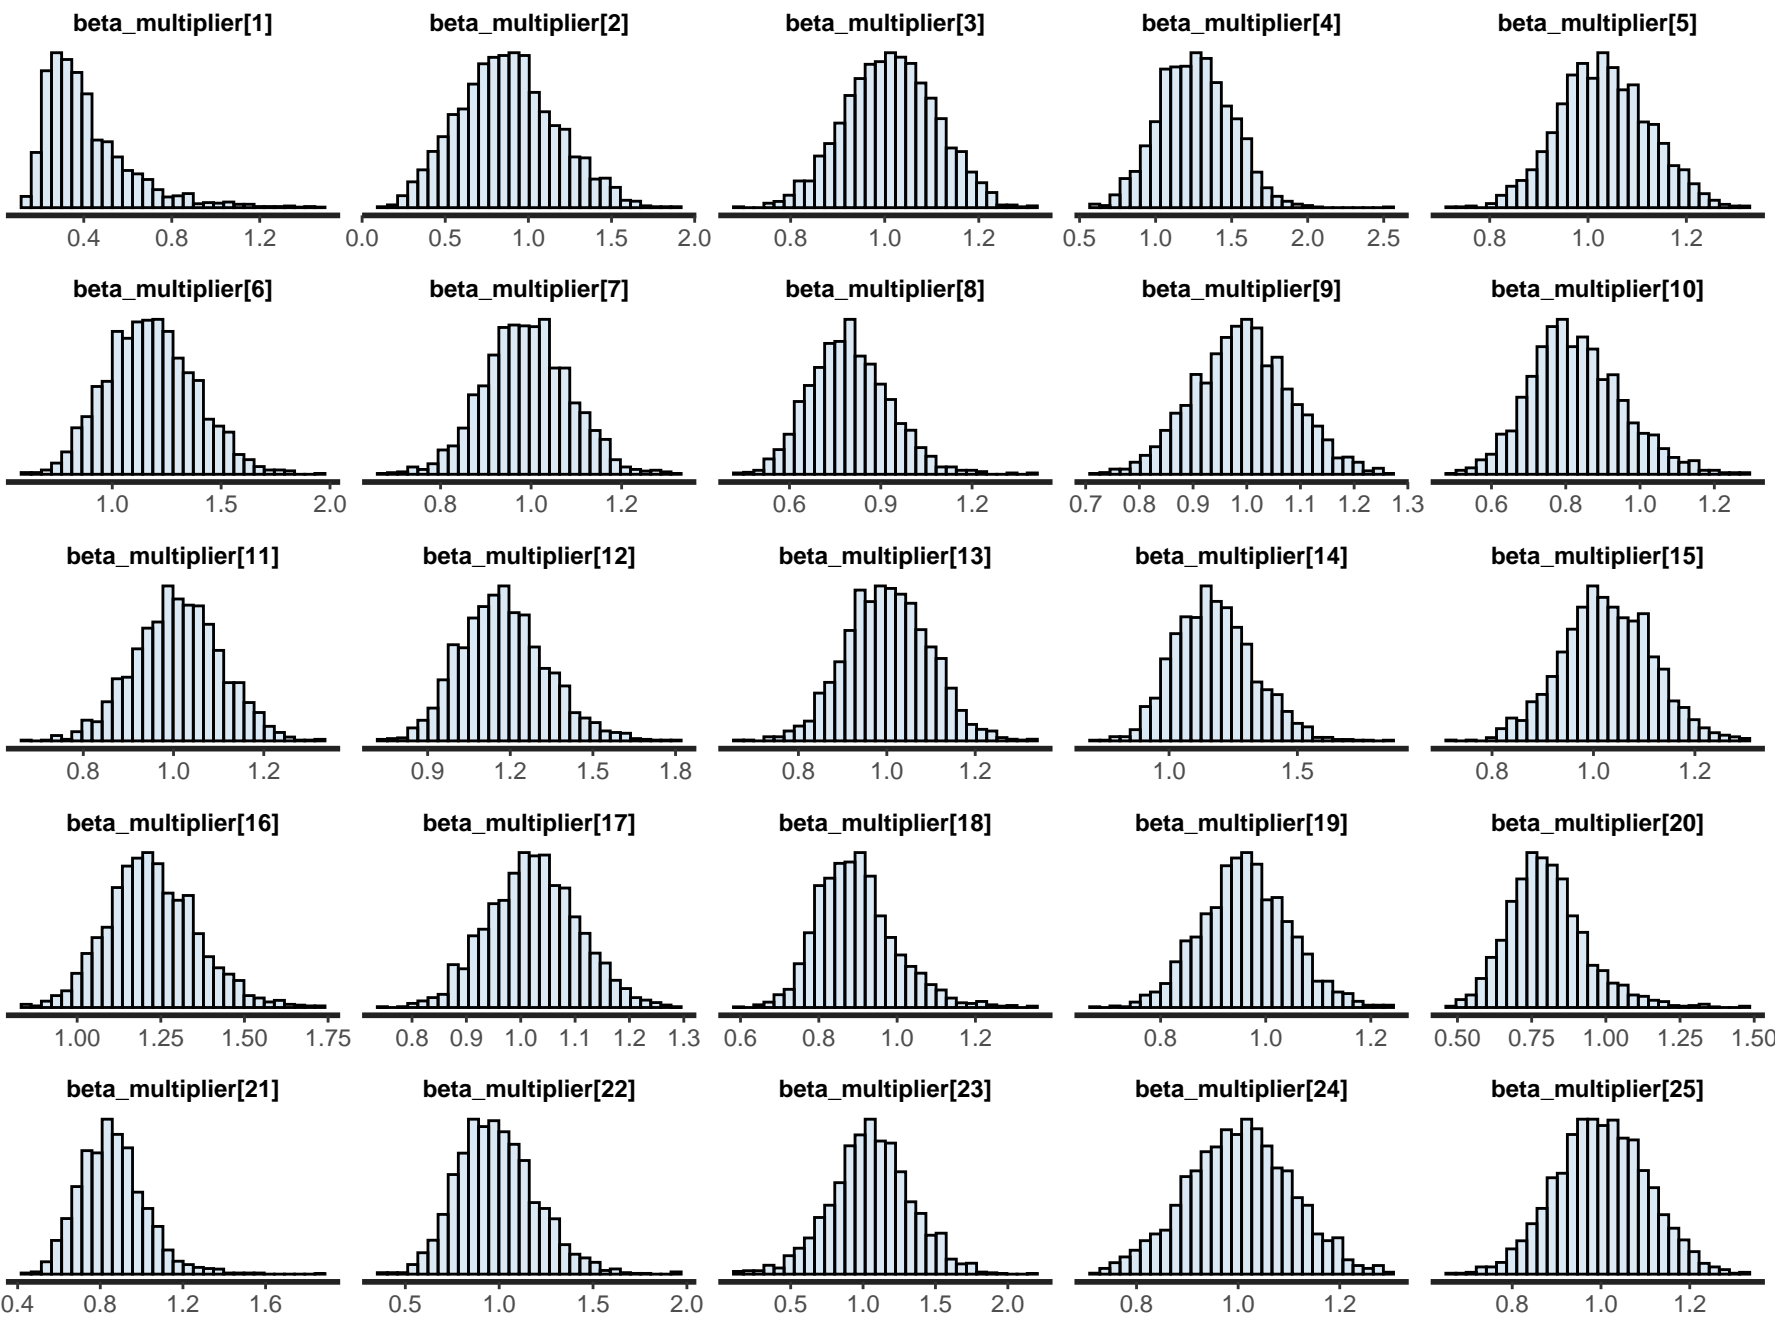 beta_multiplier[1] beta_multiplier[2] beta_multiplier[3] beta_multiplier[4] beta_multiplier[5]
0.4 0.8 1.2 0.0 0.5 1.0 1.5 2.0 0.8 1.0 1.2 0.5 1.0 1.5 2.0 2.5 0.8 1.0 1.2
beta_multiplier[6] beta_multiplier[7] beta_multiplier[8] beta_multiplier[9] beta_multiplier[10]
1.0 1.5 2.0 0.8 1.0 1.2 0.6 0.9 1.2 0.7 0.8 0.9 1.0 1.1 1.2 1.3 0.6 0.8 1.0 1.2
beta_multiplier[11] beta_multiplier[12] beta_multiplier[13] beta_multiplier[14] beta_multiplier[15]
0.8 1.0 1.2 0.9 1.2 1.5 1.8 0.8 1.0 1.2 1.0 1.5 0.8 1.0 1.2
beta_multiplier[16] beta_multiplier[17] beta_multiplier[18] beta_multiplier[19] beta_multiplier[20]
1.00 1.25 1.50 1.75 0.8 0.9 1.0 1.1 1.2 1.3 0.6 0.8 1.0 1.2 0.8 1.0 1.2 0.50 0.75 1.00 1.25 1.50
beta_multiplier[21] beta_multiplier[22] beta_multiplier[23] beta_multiplier[24] beta_multiplier[25]
0.4 0.8 1.2 1.6 0.5 1.0 1.5 2.0 0.5 1.0 1.5 2.0 0.8 1.0 1.2 0.8 1.0 1.2